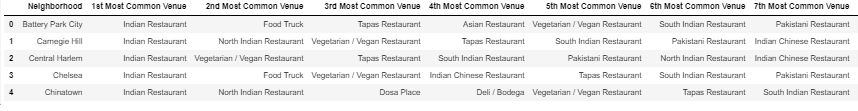 Neighborhood 1st Most Common Venue 2nd Most Common Venue 3rd Most Common Venue 4th Most Common Venue 5th Most Common Venue 6th Most Common Venue 7th Most Common Venue
0 Battery Park City Indian Restaurant Food Truck Tapas Restaurant Asian Restaurant Vegetarian / Vegan Restaurant South Indian Restaurant Pakistani Restaurant
1 Carnegie Hill Indian Restaurant North Indian Restaurant Vegetarian / Vegan Restaurant Tapas Restaurant South Indian Restaurant Pakistani Restaurant Indian Chinese Restaurant
2 Central Harlem Indian Restaurant Vegetarian / Vegan Restaurant Tapas Restaurant South Indian Restaurant Pakistani Restaurant North Indian Restaurant Indian Chinese Restaurant
3 Chelsea Indian Restaurant Food Truck Vegetarian / Vegan Restaurant Indian Chinese Restaurant Tapas Restaurant South Indian Restaurant Pakistani Restaurant
4 Chinatown Indian Restaurant North Indian Restaurant Dosa Place Deli / Bodega Vegetarian / Vegan Restaurant Tapas Restaurant South Indian Restaurant